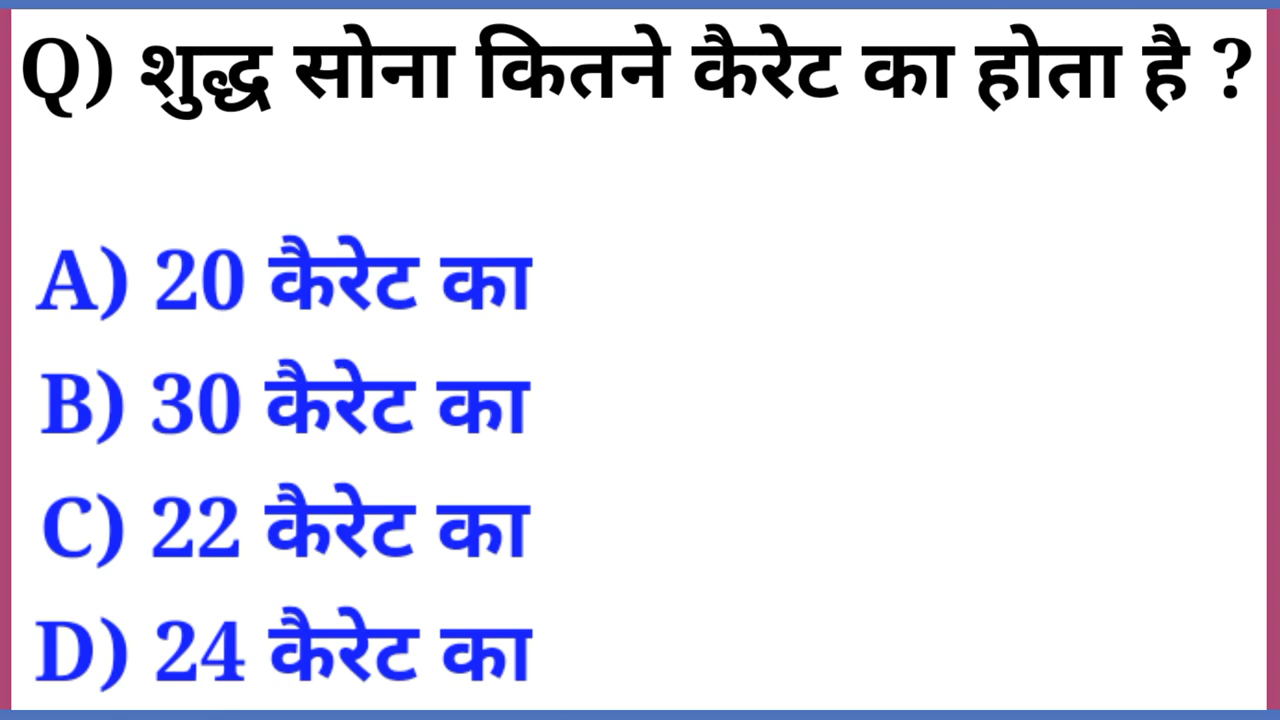 Q) शुद्ध सोना कितने कैरेट का होता है ?
A) 20 कैरेट का
B) 30 कैरेट का
C) 22 कैरेट का
D) 24 कैरेट का